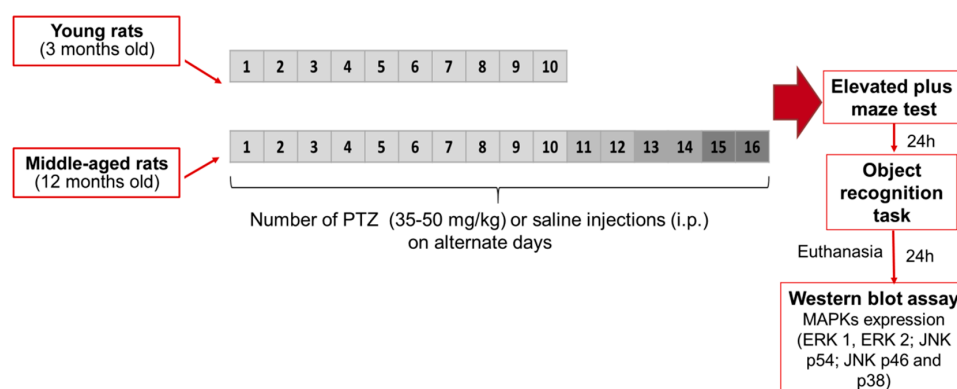 Young rats
(3 months old)
1 2 3 4 5 6 7 8 9 10
Middle-aged rats
(12 months old)
1 2 3 4 5 6 7 8 9 10 11 12 13 14 15 16
Number of PTZ (35-50 mg/kg) or saline injections (i.p.)
on alternate days
Elevated plus
maze test
24h
Object
recognition
task
Euthanasia 24h
Western blot assay
MAPKs expression
(ERK 1, ERK 2; JNK
p54; JNK p46 and
p38)